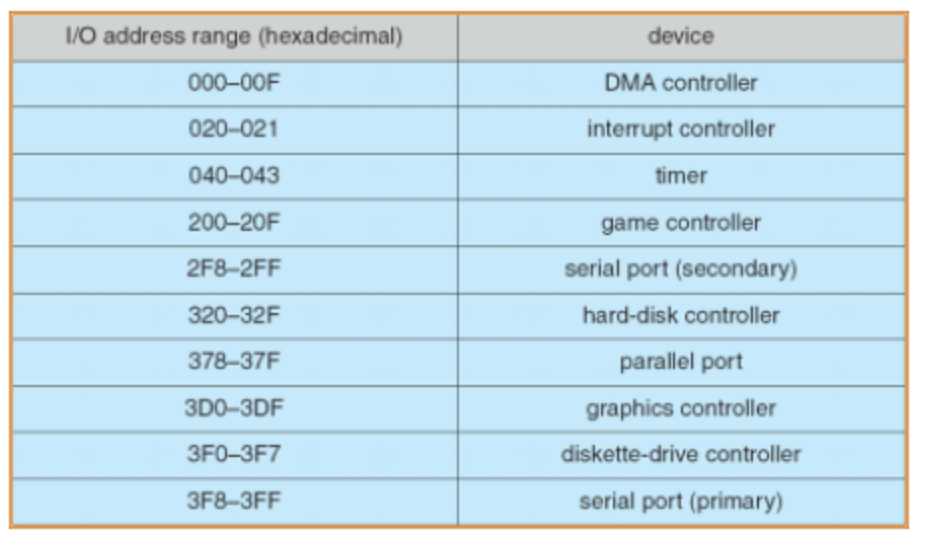 I/O address range (hexadecimal) device
000–00F DMA controller
020–021 interrupt controller
040–043 timer
200–20F game controller
2F8–2FF serial port (secondary)
320–32F hard-disk controller
378–37F parallel port
3D0–3DF graphics controller
3F0–3F7 diskette-drive controller
3F8–3FF serial port (primary)